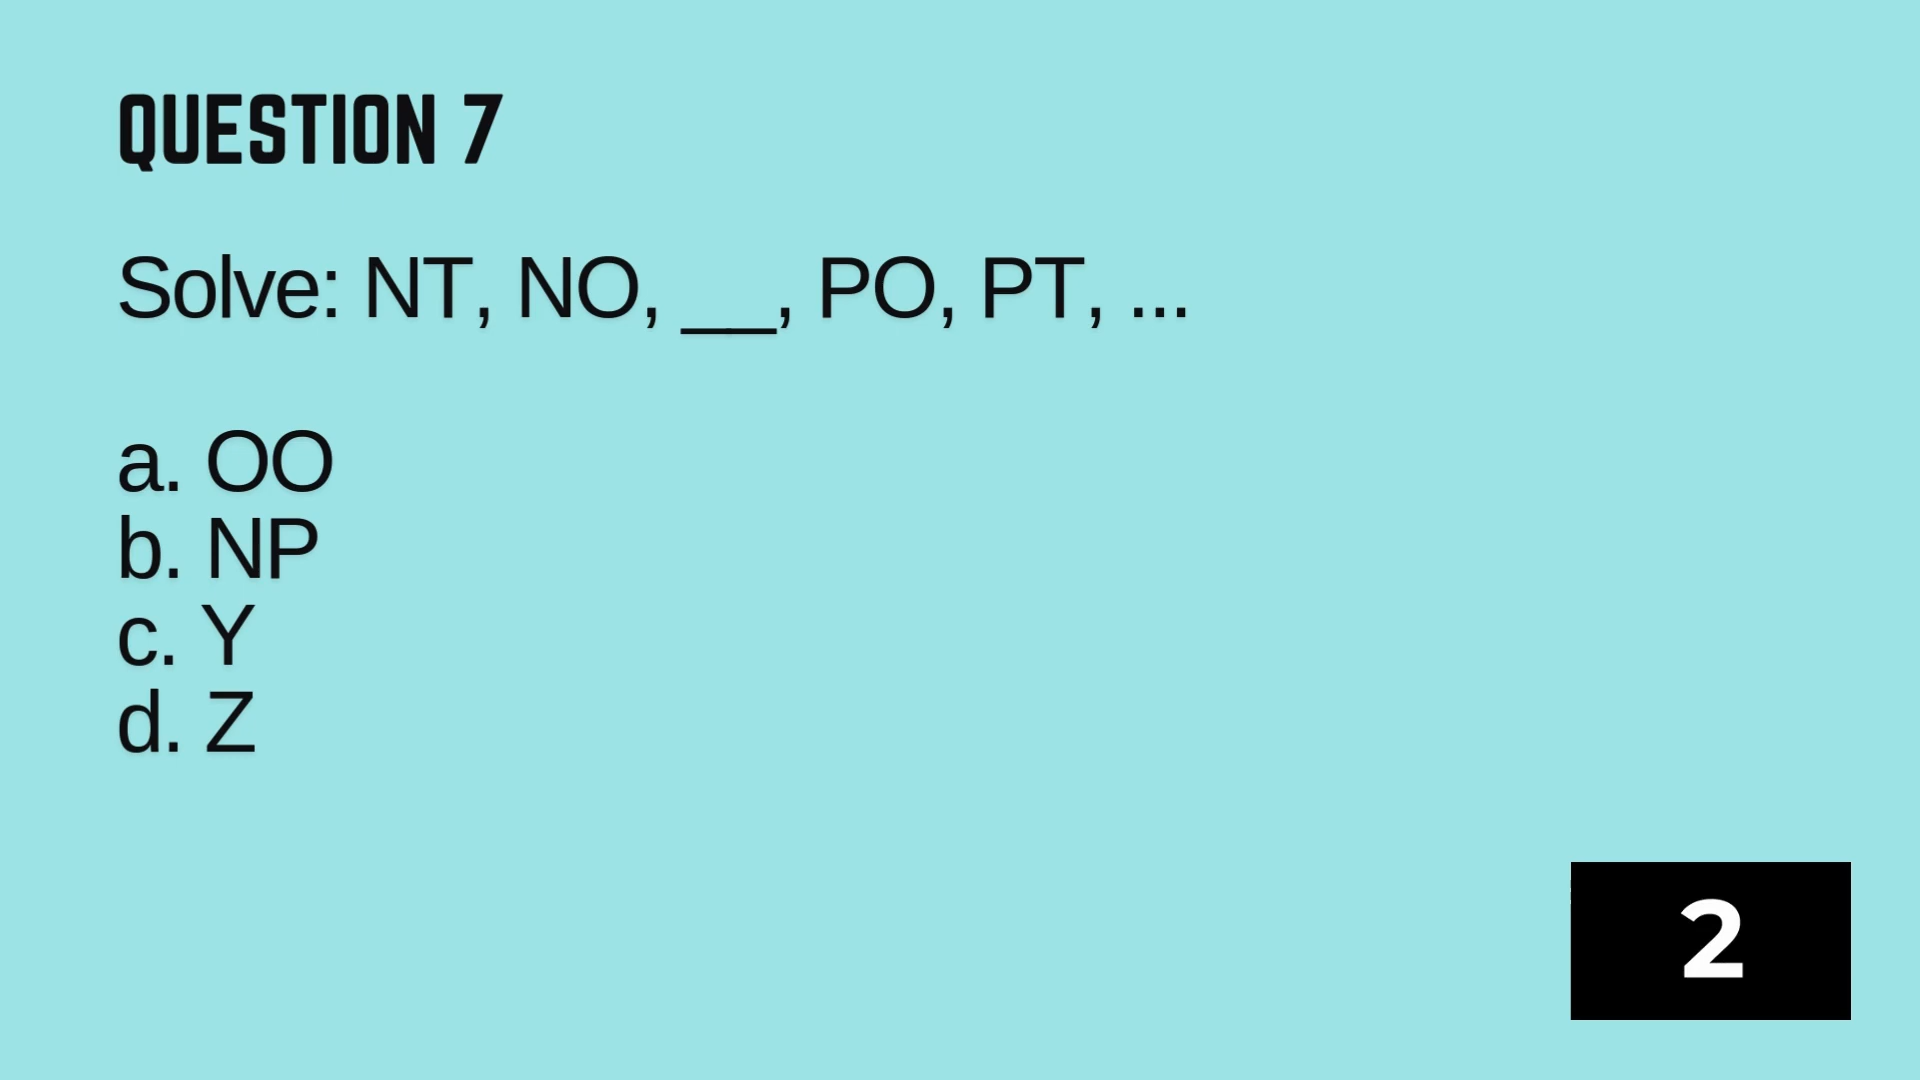 QUESTION 7
Solve: NT, NO, __, PO, PT, ...
a. OO
b. NP
c. Y
d. Z
2